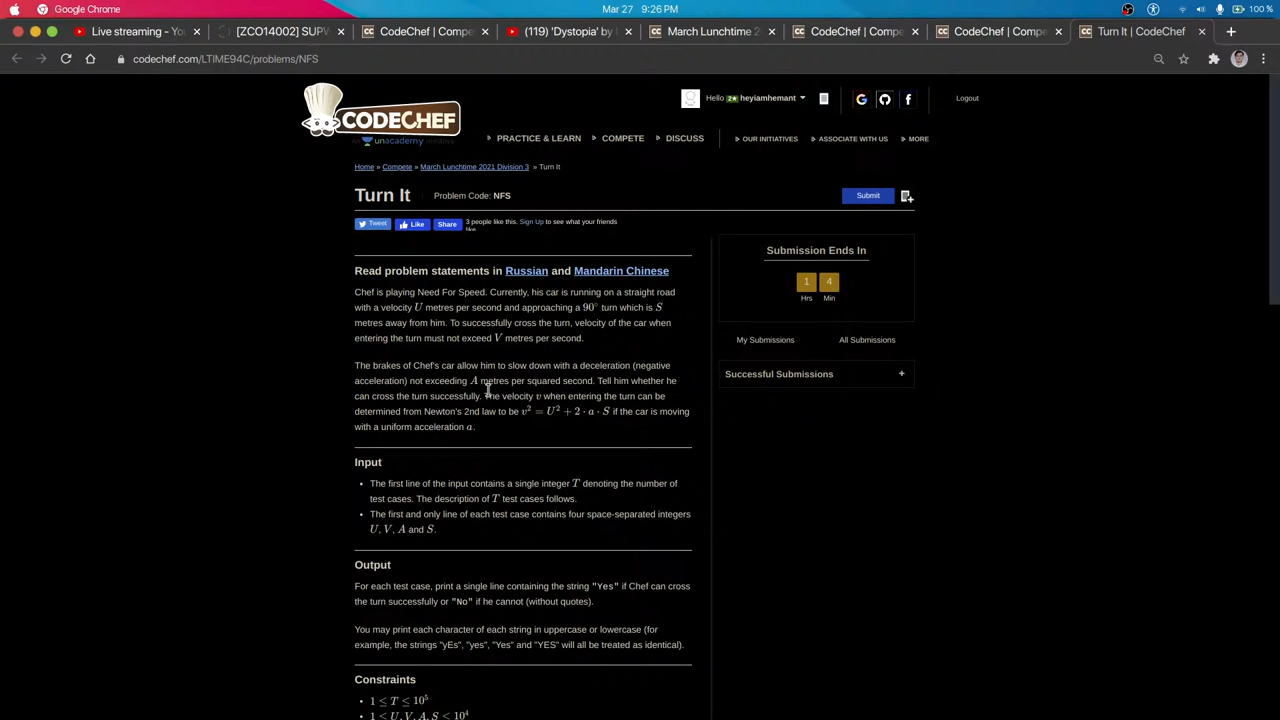 Google Chrome
Mar 27 9:26 PM
100 %
Live streaming - Yo
[ZCO14002] SUPW
CodeChef | Compe
(119) 'Dystopia' by
March Lunchtime 2
CodeChef | Compe
CodeChef | Compe
Turn It | CodeChef
codechef.com/LTIME94C/problems/NFS
CODECHEF
unacademy
Hello 2★ heyiamhemant
Logout
PRACTICE & LEARN COMPETE DISCUSS OUR INITIATIVES ASSOCIATE WITH US MORE
Home » Compete » March Lunchtime 2021 Division 3 » Turn It
Turn It Problem Code: NFS
Submit
Tweet Like Share 3 people like this. Sign Up to see what your friends
like.
Read problem statements in Russian and Mandarin Chinese
Chef is playing Need For Speed. Currently, his car is running on a straight road
with a velocity U metres per second and approaching a 90° turn which is S
metres away from him. To successfully cross the turn, velocity of the car when
entering the turn must not exceed V metres per second.
The brakes of Chef's car allow him to slow down with a deceleration (negative
acceleration) not exceeding A metres per squared second. Tell him whether he
can cross the turn successfully. The velocity v when entering the turn can be
determined from Newton's 2nd law to be v² = U² + 2 · a · S if the car is moving
with a uniform acceleration a.
Input
• The first line of the input contains a single integer T denoting the number of
test cases. The description of T test cases follows.
• The first and only line of each test case contains four space-separated integers
U, V, A and S.
Output
For each test case, print a single line containing the string "Yes" if Chef can cross
the turn successfully or "No" if he cannot (without quotes).
You may print each character of each string in uppercase or lowercase (for
example, the strings "yEs", "yes", "Yes" and "YES" will all be treated as identical).
Constraints
• 1 ≤ T ≤ 10⁵
• 1 ≤ U, V, A, S ≤ 10⁴
Submission Ends In
1 4
Hrs Min
My Submissions All Submissions
Successful Submissions +